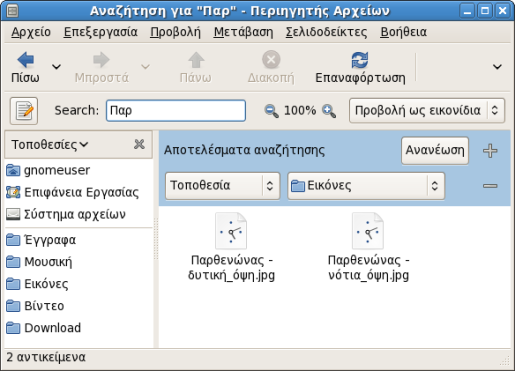 Αναζήτηση για "Παρ" - Περιηγητής Αρχείων
Αρχείο Επεξεργασία Προβολή Μετάβαση Σελιδοδείκτες Βοήθεια
Πίσω Μπροστά Πάνω Διακοπή Επαναφόρτωση
Search: Παρ 100% Προβολή ως εικονίδια
Τοποθεσίες
Αποτελέσματα αναζήτησης Ανανέωση
Τοποθεσία Εικόνες
gnomeuser
Επιφάνεια Εργασίας
Σύστημα αρχείων
Έγγραφα
Μουσική
Εικόνες
Βίντεο
Download
Παρθενώνας -
δυτική_όψη.jpg
Παρθενώνας -
νότια_όψη.jpg
2 αντικείμενα